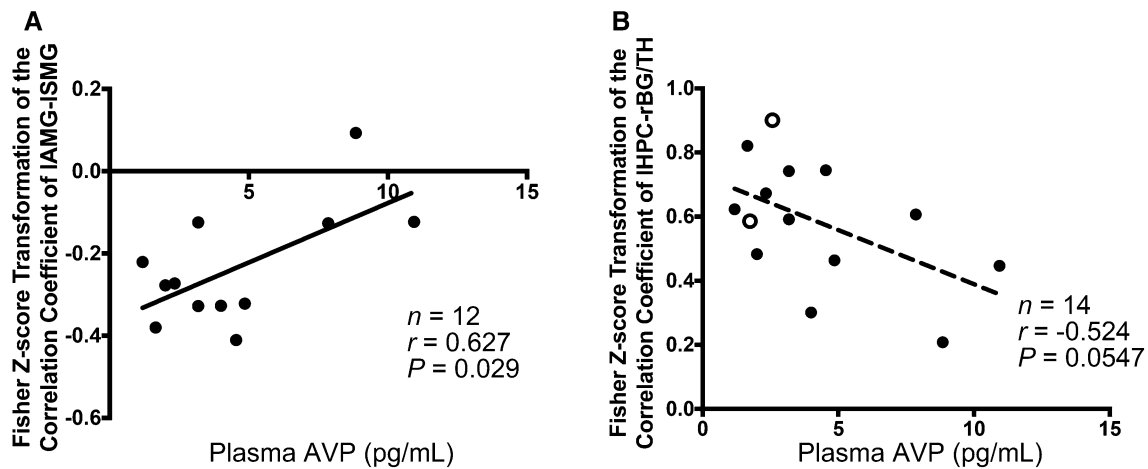 A
Fisher Z-score Transformation of the
Correlation Coefficient of lAMG-lSMG
0.2
0.0
-0.2
-0.4
-0.6
5
10
15
n = 12
r = 0.627
P = 0.029
Plasma AVP (pg/mL)
B
Fisher Z-score Transformation of the
Correlation Coefficient of lHPC-rBG/TH
1.0
0.8
0.6
0.4
0.2
0.0
0
5
10
15
n = 14
r = -0.524
P = 0.0547
Plasma AVP (pg/mL)